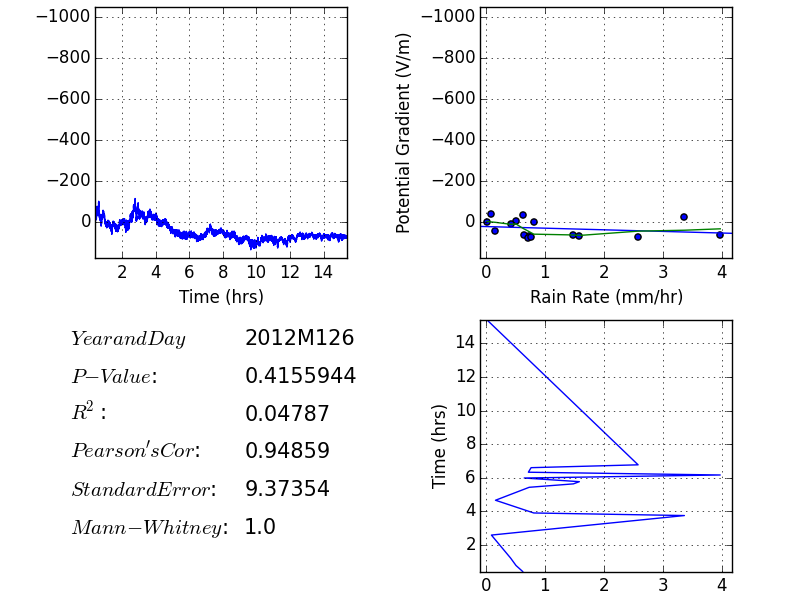 −1000
−800
−600
−400
−200
0
2 4 6 8 10 12 14
Time (hrs)
Potential Gradient (V/m)
−1000
−800
−600
−400
−200
0
0 1 2 3 4
Rain Rate (mm/hr)
YearandDay 2012M126
P−Value: 0.4155944
R²: 0.04787
Pearson'sCor: 0.94859
StandardError: 9.37354
Mann−Whitney: 1.0
Time (hrs)
14
12
10
8
6
4
2
0 1 2 3 4